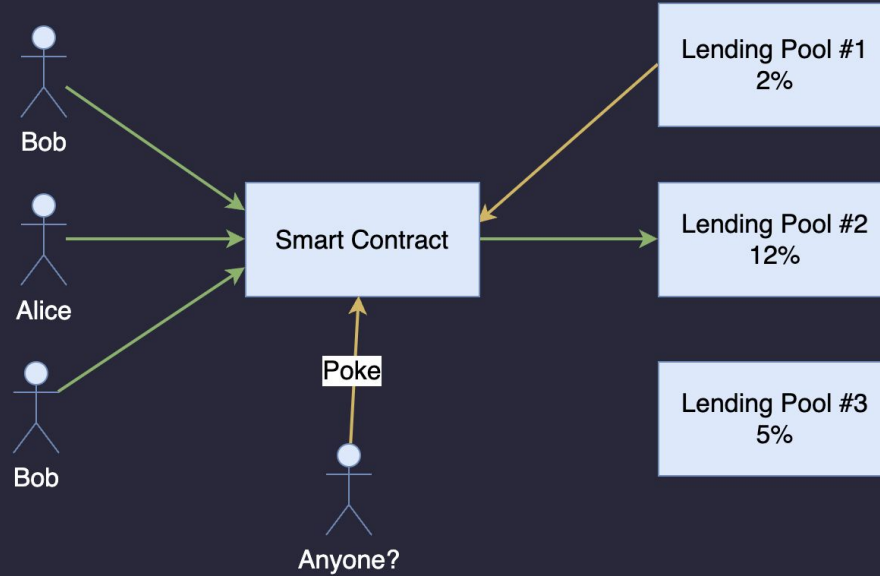 Bob
Alice
Bob
Smart Contract
Poke
Anyone?
Lending Pool #1
2%
Lending Pool #2
12%
Lending Pool #3
5%